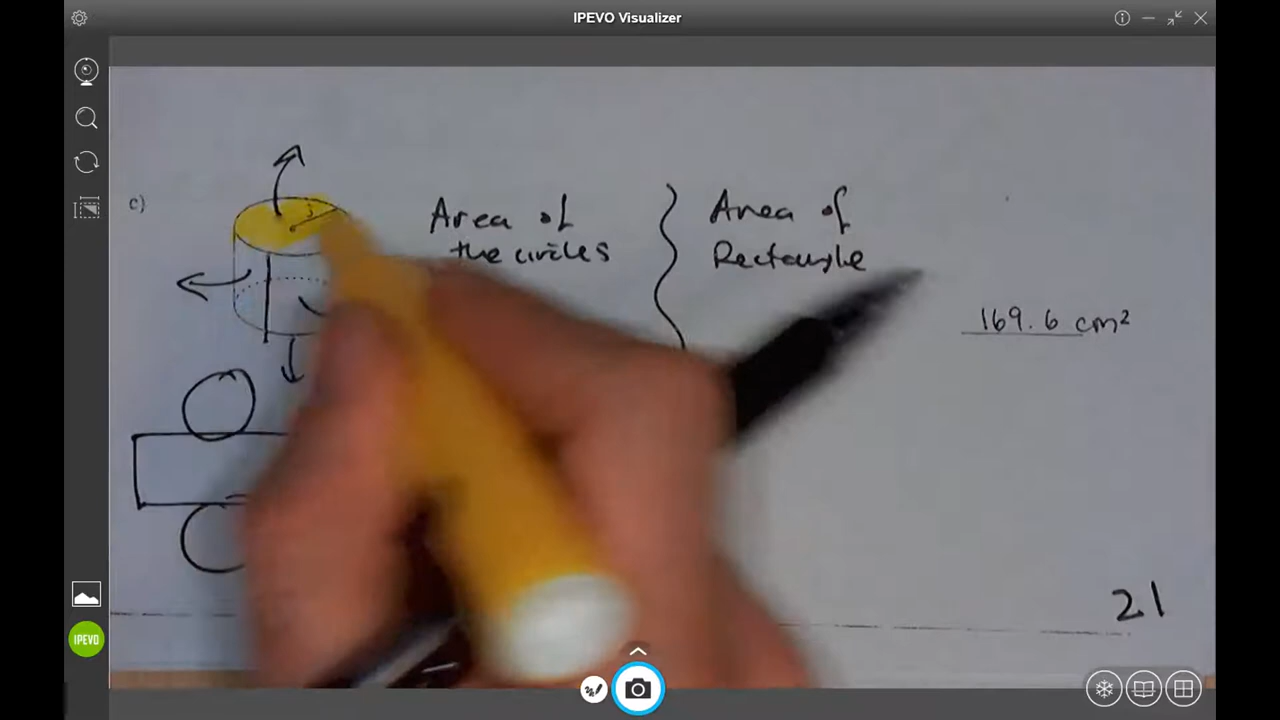 IPEVO Visualizer
c)
Area of
the circles
Area of
Rectangle
169.6 cm²
21
IPEVO